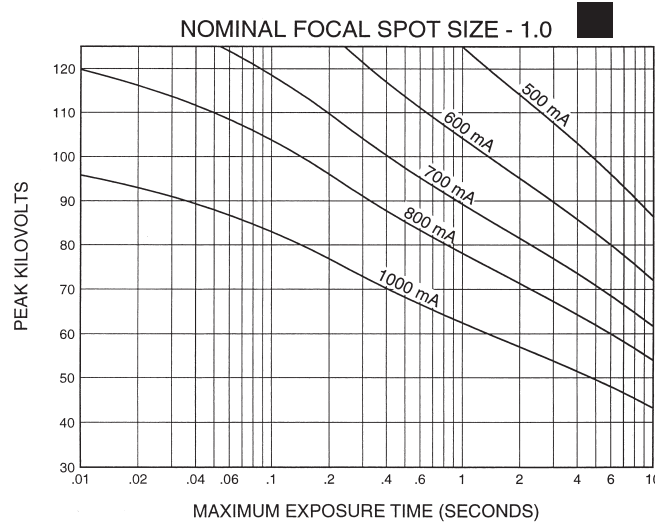 NOMINAL FOCAL SPOT SIZE - 1.0
120
110
100
90
80
70
60
50
40
30
PEAK KILOVOLTS
500 mA
600 mA
700 mA
800 mA
1000 mA
.01 .02 .04 .06 .1 .2 .4 .6 1 2 4 6 10
MAXIMUM EXPOSURE TIME (SECONDS)